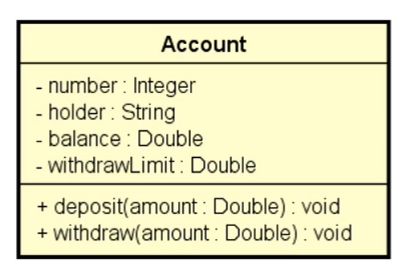 Account
- number : Integer
- holder : String
- balance : Double
- withdrawLimit : Double
+ deposit(amount : Double) : void
+ withdraw(amount : Double) : void